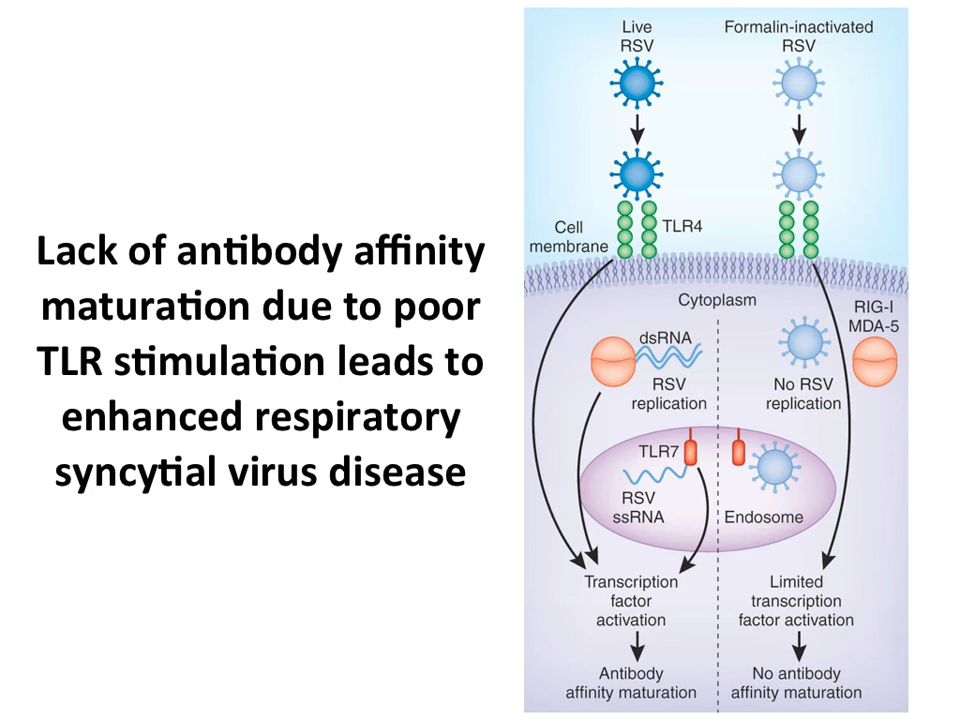 Lack of antibody affinity
maturation due to poor
TLR stimulation leads to
enhanced respiratory
syncytial virus disease
Live
RSV
Formalin-inactivated
RSV
Cell
membrane
TLR4
Cytoplasm
RIG-I
MDA-5
dsRNA
RSV
replication
No RSV
replication
TLR7
RSV
ssRNA
Endosome
Transcription
factor
activation
Limited
transcription
factor activation
Antibody
affinity maturation
No antibody
affinity maturation